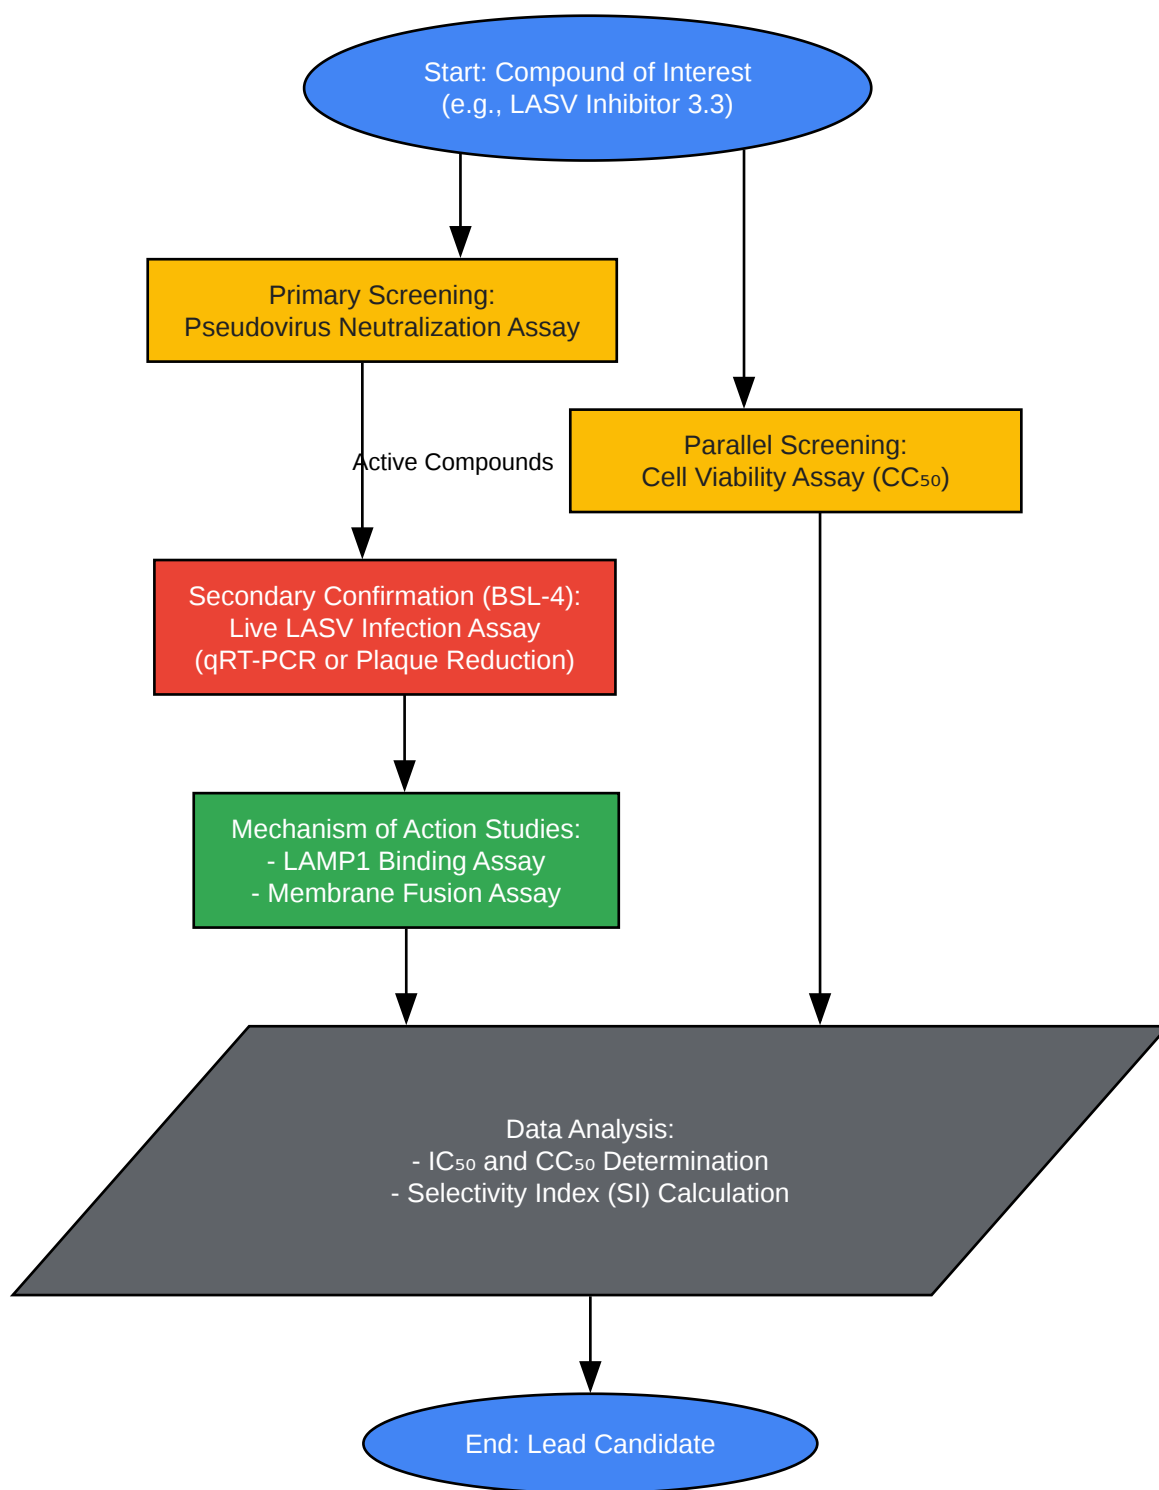 Start: Compound of Interest
(e.g., LASV Inhibitor 3.3)
Primary Screening:
Pseudovirus Neutralization Assay
Active Compounds
Parallel Screening:
Cell Viability Assay (CC₅₀)
Secondary Confirmation (BSL-4):
Live LASV Infection Assay
(qRT-PCR or Plaque Reduction)
Mechanism of Action Studies:
- LAMP1 Binding Assay
- Membrane Fusion Assay
Data Analysis:
- IC₅₀ and CC₅₀ Determination
- Selectivity Index (SI) Calculation
End: Lead Candidate